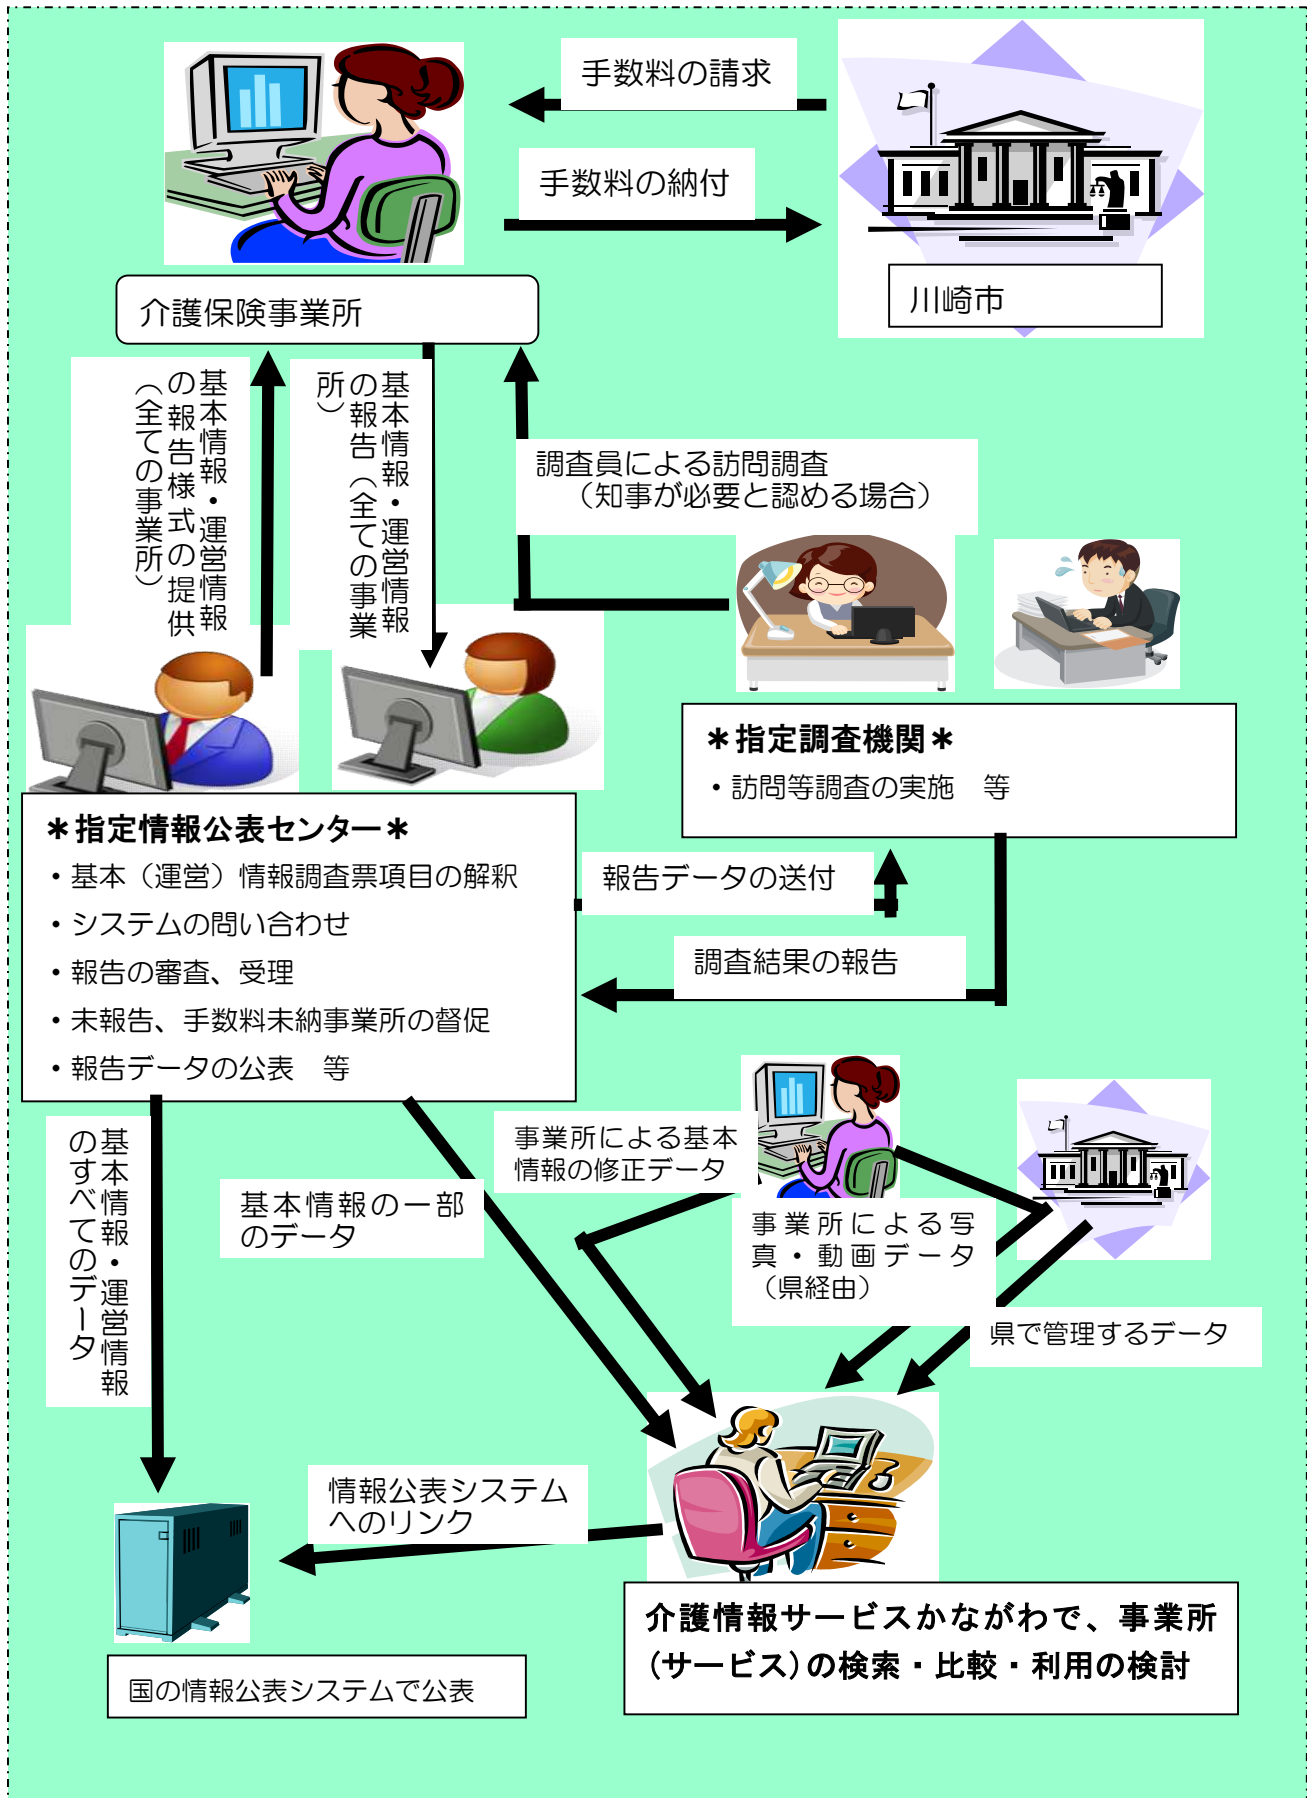 手数料の請求
手数料の納付
介護保険事業所
川崎市
基本情報・運営情報
の報告様式の提供
（全ての事業所）
基本情報・運営情報
の報告（全ての事業
所）
調査員による訪問調査
（知事が必要と認める場合）
＊指定調査機関＊
・訪問等調査の実施　等
＊指定情報公表センター＊
・基本（運営）情報調査票項目の解釈
・システムの問い合わせ
・報告の審査、受理
・未報告、手数料未納事業所の督促
・報告データの公表　等
報告データの送付
調査結果の報告
基本情報・運営情報
のすべてのデータ
基本情報の一部
のデータ
事業所による基本
情報の修正データ
事業所による写
真・動画データ
（県経由）
県で管理するデータ
情報公表システム
へのリンク
国の情報公表システムで公表
介護情報サービスかながわで、事業所
(サービス)の検索・比較・利用の検討